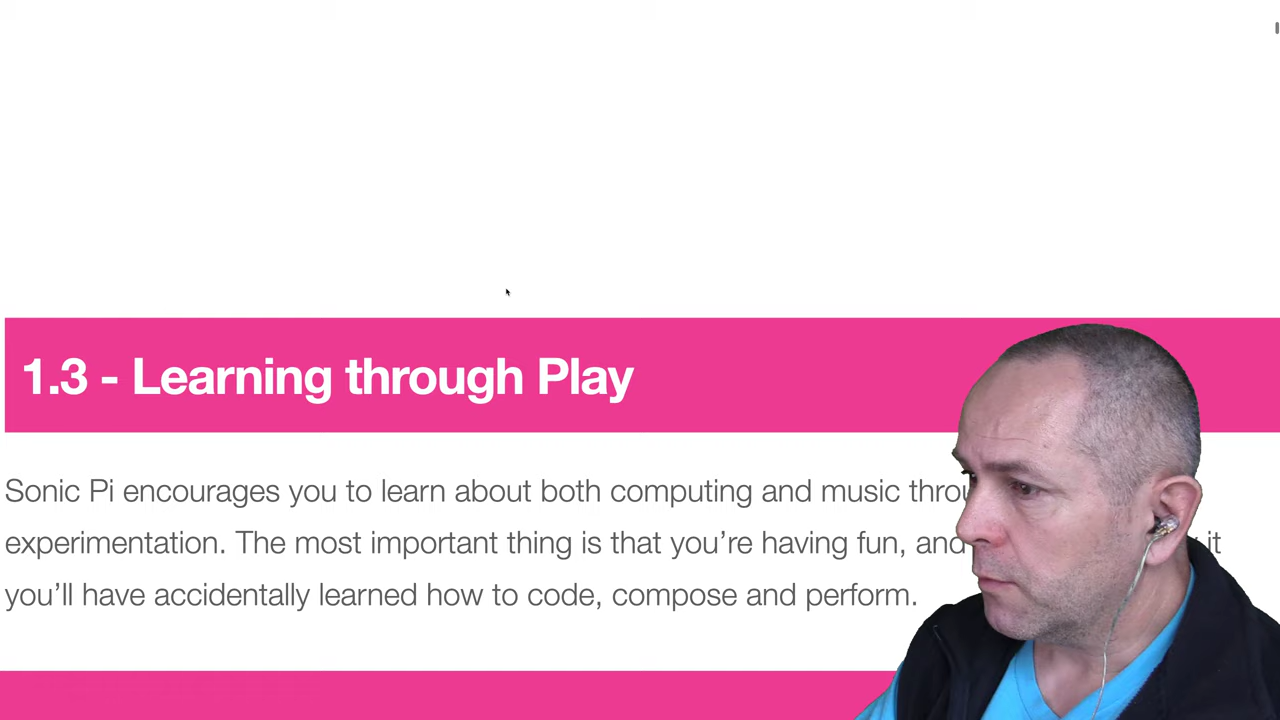 1.3 - Learning through Play
Sonic Pi encourages you to learn about both computing and music
experimentation. The most important thing is that you’re having fun, and it
you’ll have accidentally learned how to code, compose and perform.